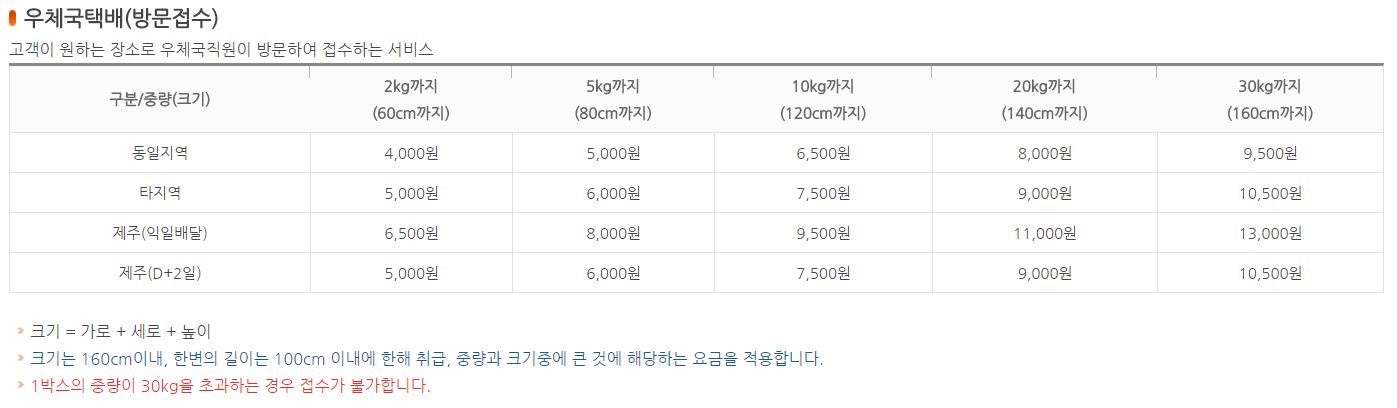 우체국택배(방문접수)
고객이 원하는 장소로 우체국직원이 방문하여 접수하는 서비스
구분/중량(크기) 2kg까지 (60cm까지) 5kg까지 (80cm까지) 10kg까지 (120cm까지) 20kg까지 (140cm까지) 30kg까지 (160cm까지)
동일지역 4,000원 5,000원 6,500원 8,000원 9,500원
타지역 5,000원 6,000원 7,500원 9,000원 10,500원
제주(익일배달) 6,500원 8,000원 9,500원 11,000원 13,000원
제주(D+2일) 5,000원 6,000원 7,500원 9,000원 10,500원
크기 = 가로 + 세로 + 높이
크기는 160cm이내, 한변의 길이는 100cm 이내에 한해 취급, 중량과 크기중에 큰 것에 해당하는 요금을 적용합니다.
1박스의 중량이 30kg을 초과하는 경우 접수가 불가합니다.